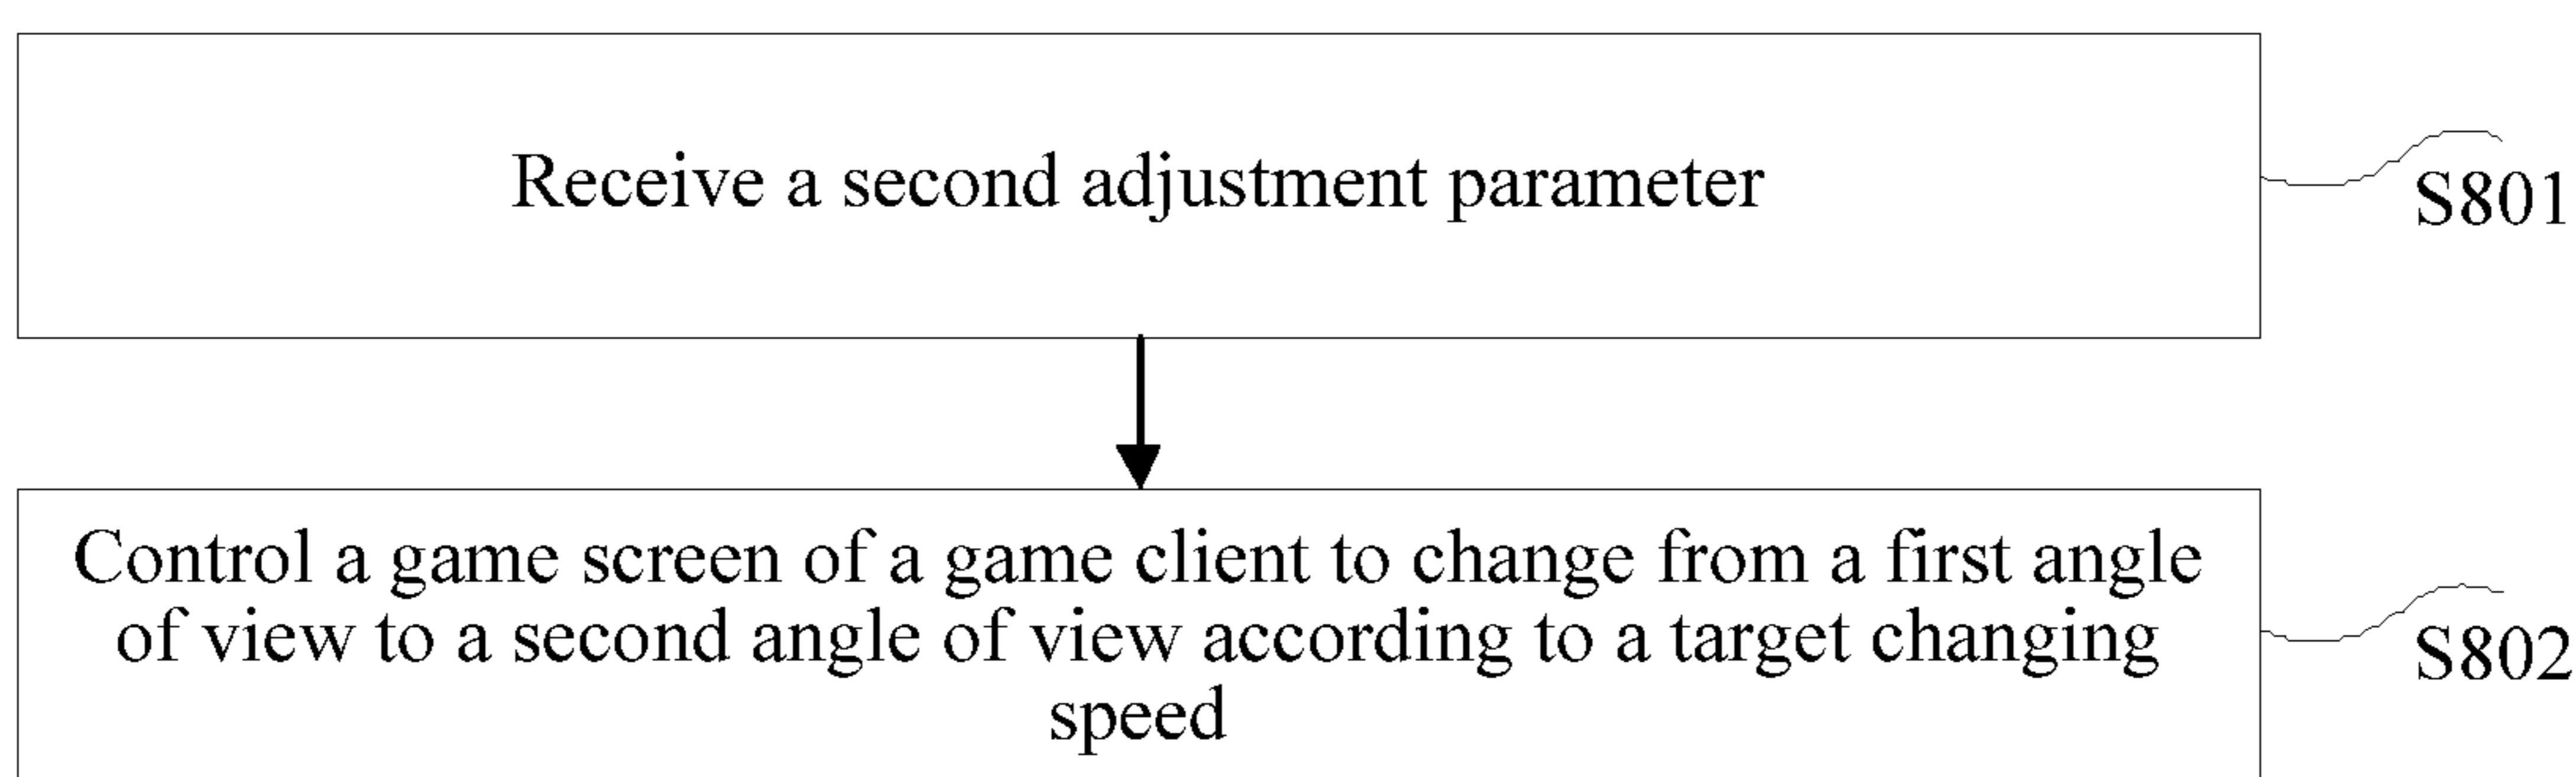 Receive a second adjustment parameter
S801
Control a game screen of a game client to change from a first angle
of view to a second angle of view according to a target changing
speed
S802